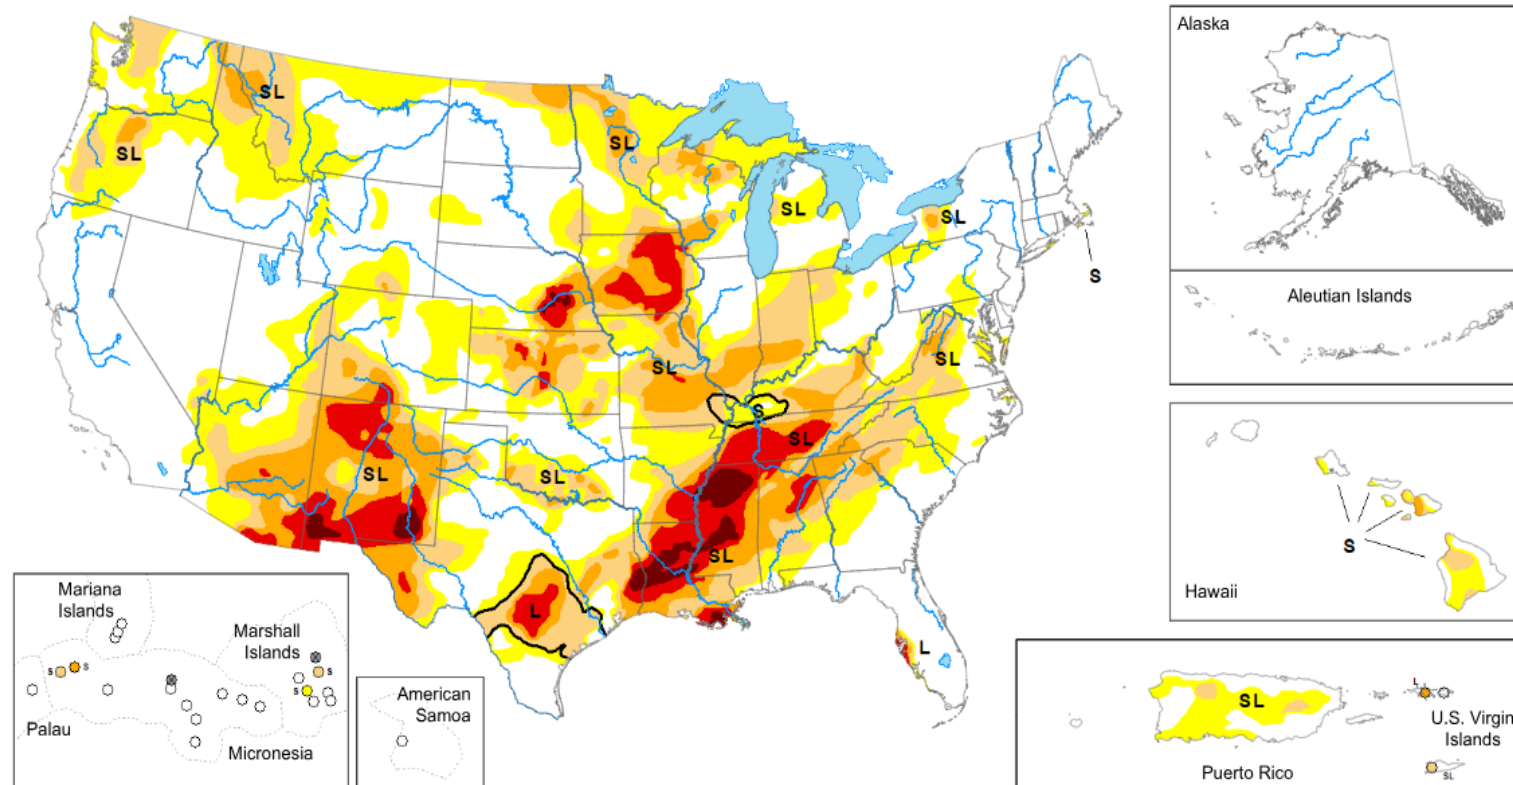 Alaska
SL
SL
SL
SL
SL
S
Aleutian Islands
SL
SL
S
SL
SL
SL
S
SL
Hawaii
L
L
Mariana
Islands
Marshall
Islands
S
S
S
S
Palau
Micronesia
American
Samoa
SL
L
U.S. Virgin
Islands
SL
Puerto Rico